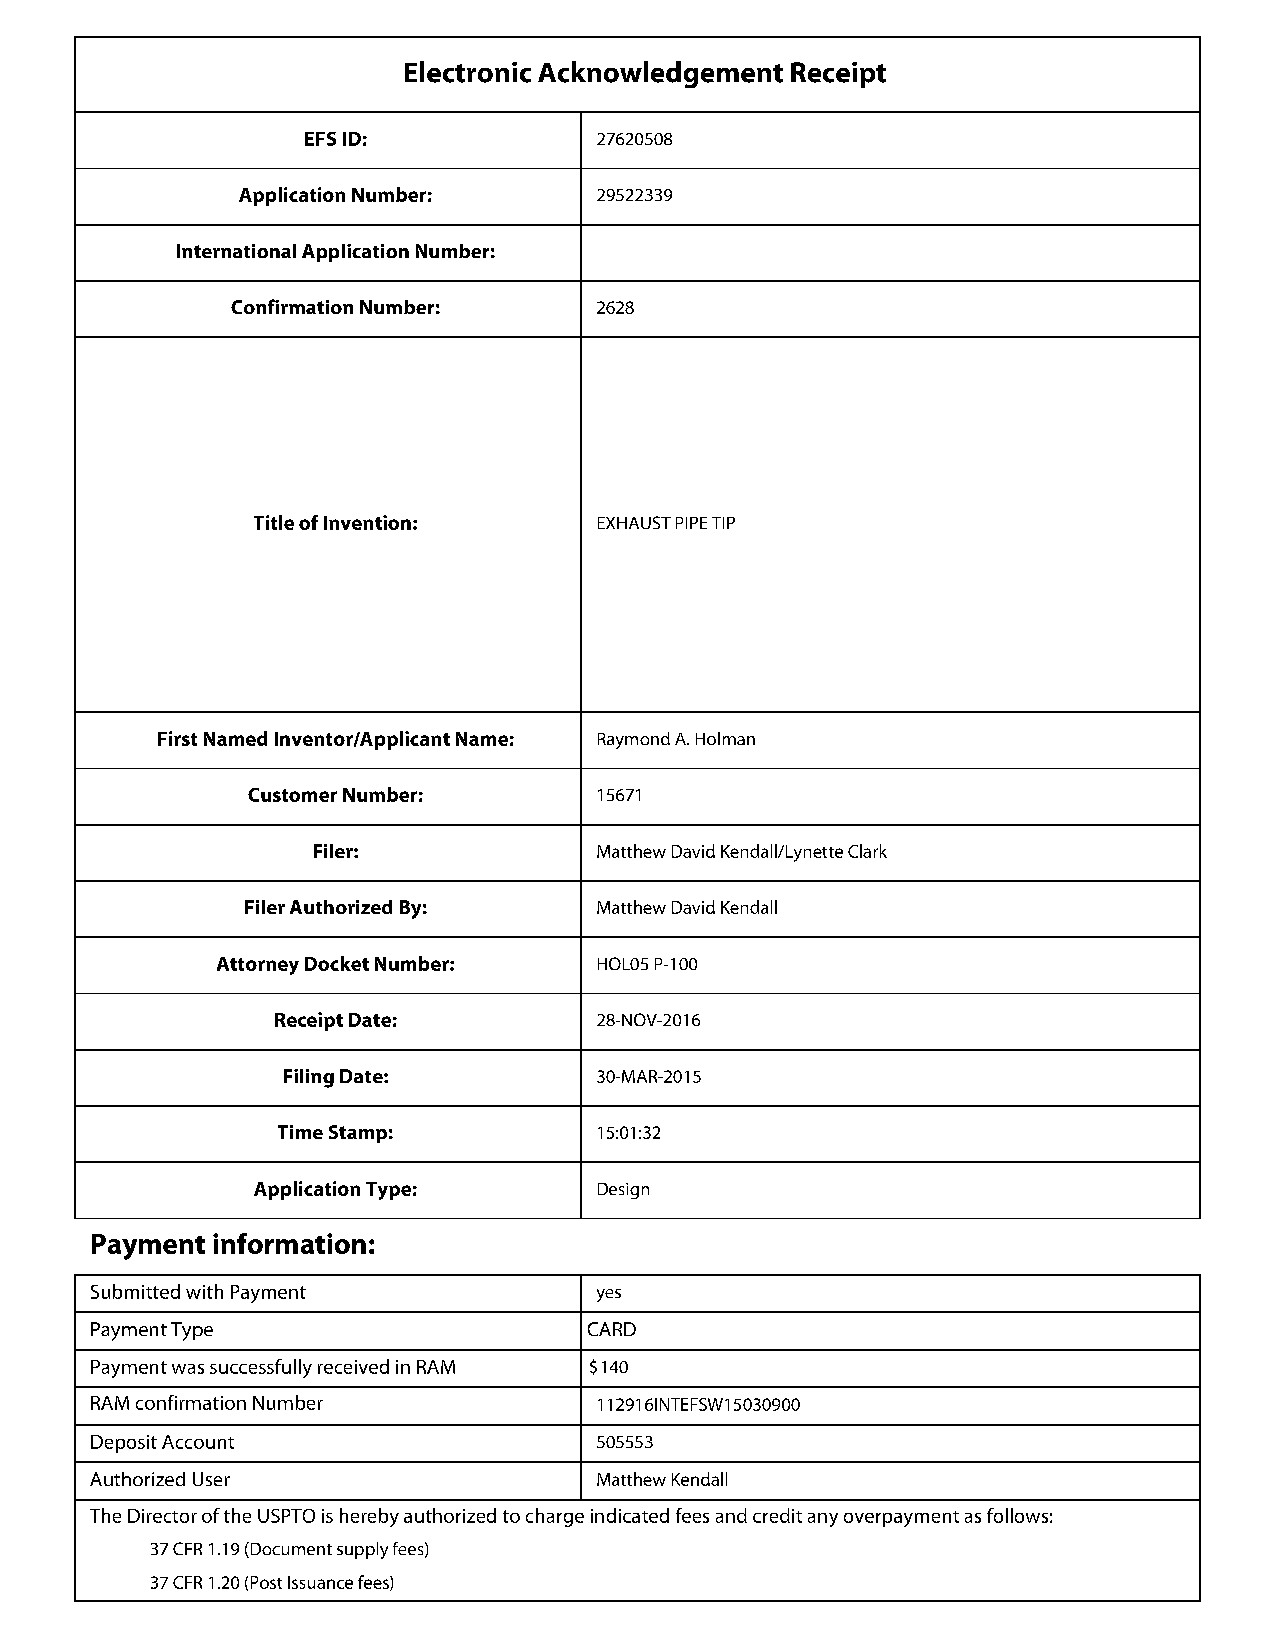 Electronic Acknowledgement Receipt
EFS ID: 27620508
Application Number: 29522339
International Application Number:
Confirmation Number: 2628
Title of Invention: EXHAUST PIPE TIP
First Named Inventor/Applicant Name: Raymond A. Holman
Customer Number: 15671
Filer: Matthew David Kendall/Lynette Clark
Filer Authorized By: Matthew David Kendall
Attorney Docket Number: HOL05 P-100
Receipt Date: 28-NOV-2016
Filing Date: 30-MAR-2015
Time Stamp: 15:01:32
Application Type: Design
Payment information:
Submitted with Payment yes
Payment Type CARD
Payment was successfully received in RAM $140
RAM confirmation Number 112916INTEFSW15030900
Deposit Account 505553
Authorized User Matthew Kendall
The Director of the USPTO is hereby authorized to charge indicated fees and credit any overpayment as follows:
37 CFR 1.19 (Document supply fees)
37 CFR 1.20 (Post Issuance fees)